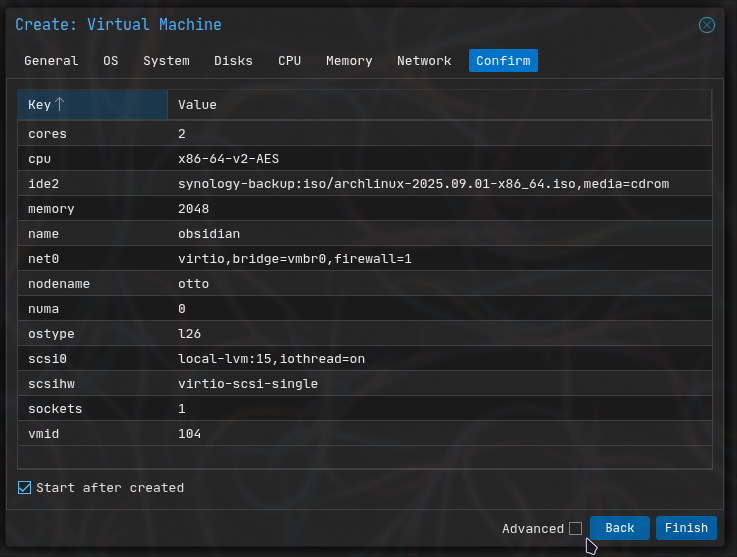 Create: Virtual Machine
General OS System Disks CPU Memory Network Confirm
Key↑ Value
cores 2
cpu x86-64-v2-AES
ide2 synology-backup:iso/archlinux-2025.09.01-x86_64.iso,media=cdrom
memory 2048
name obsidian
net0 virtio,bridge=vmbr0,firewall=1
nodename otto
numa 0
ostype l26
scsi0 local-lvm:15,iothread=on
scsihw virtio-scsi-single
sockets 1
vmid 104
Start after created
Advanced Back Finish